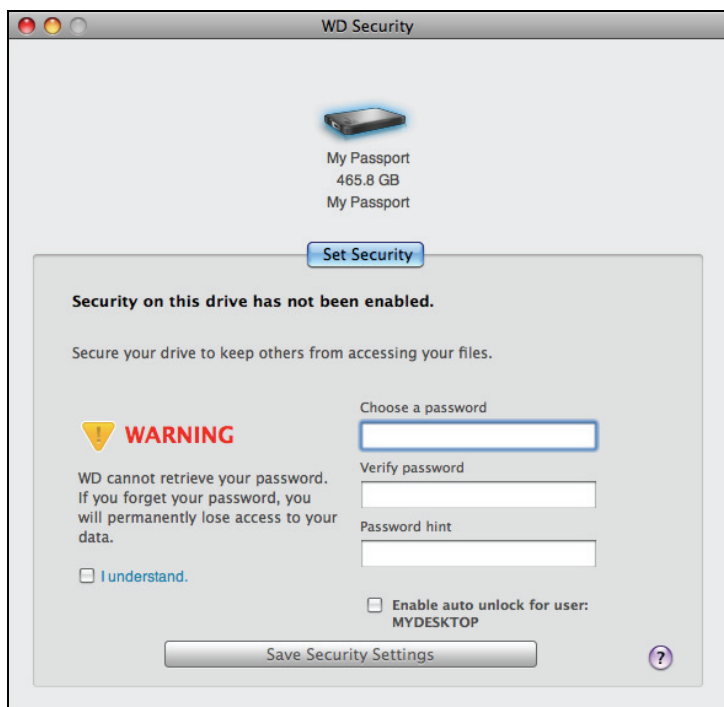 WD Security
My Passport
465.8 GB
My Passport
Set Security
Security on this drive has not been enabled.
Secure your drive to keep others from accessing your files.
WARNING
WD cannot retrieve your password.
If you forget your password, you
will permanently lose access to your
data.
I understand.
Choose a password
Verify password
Password hint
Enable auto unlock for user:
MYDESKTOP
Save Security Settings
?